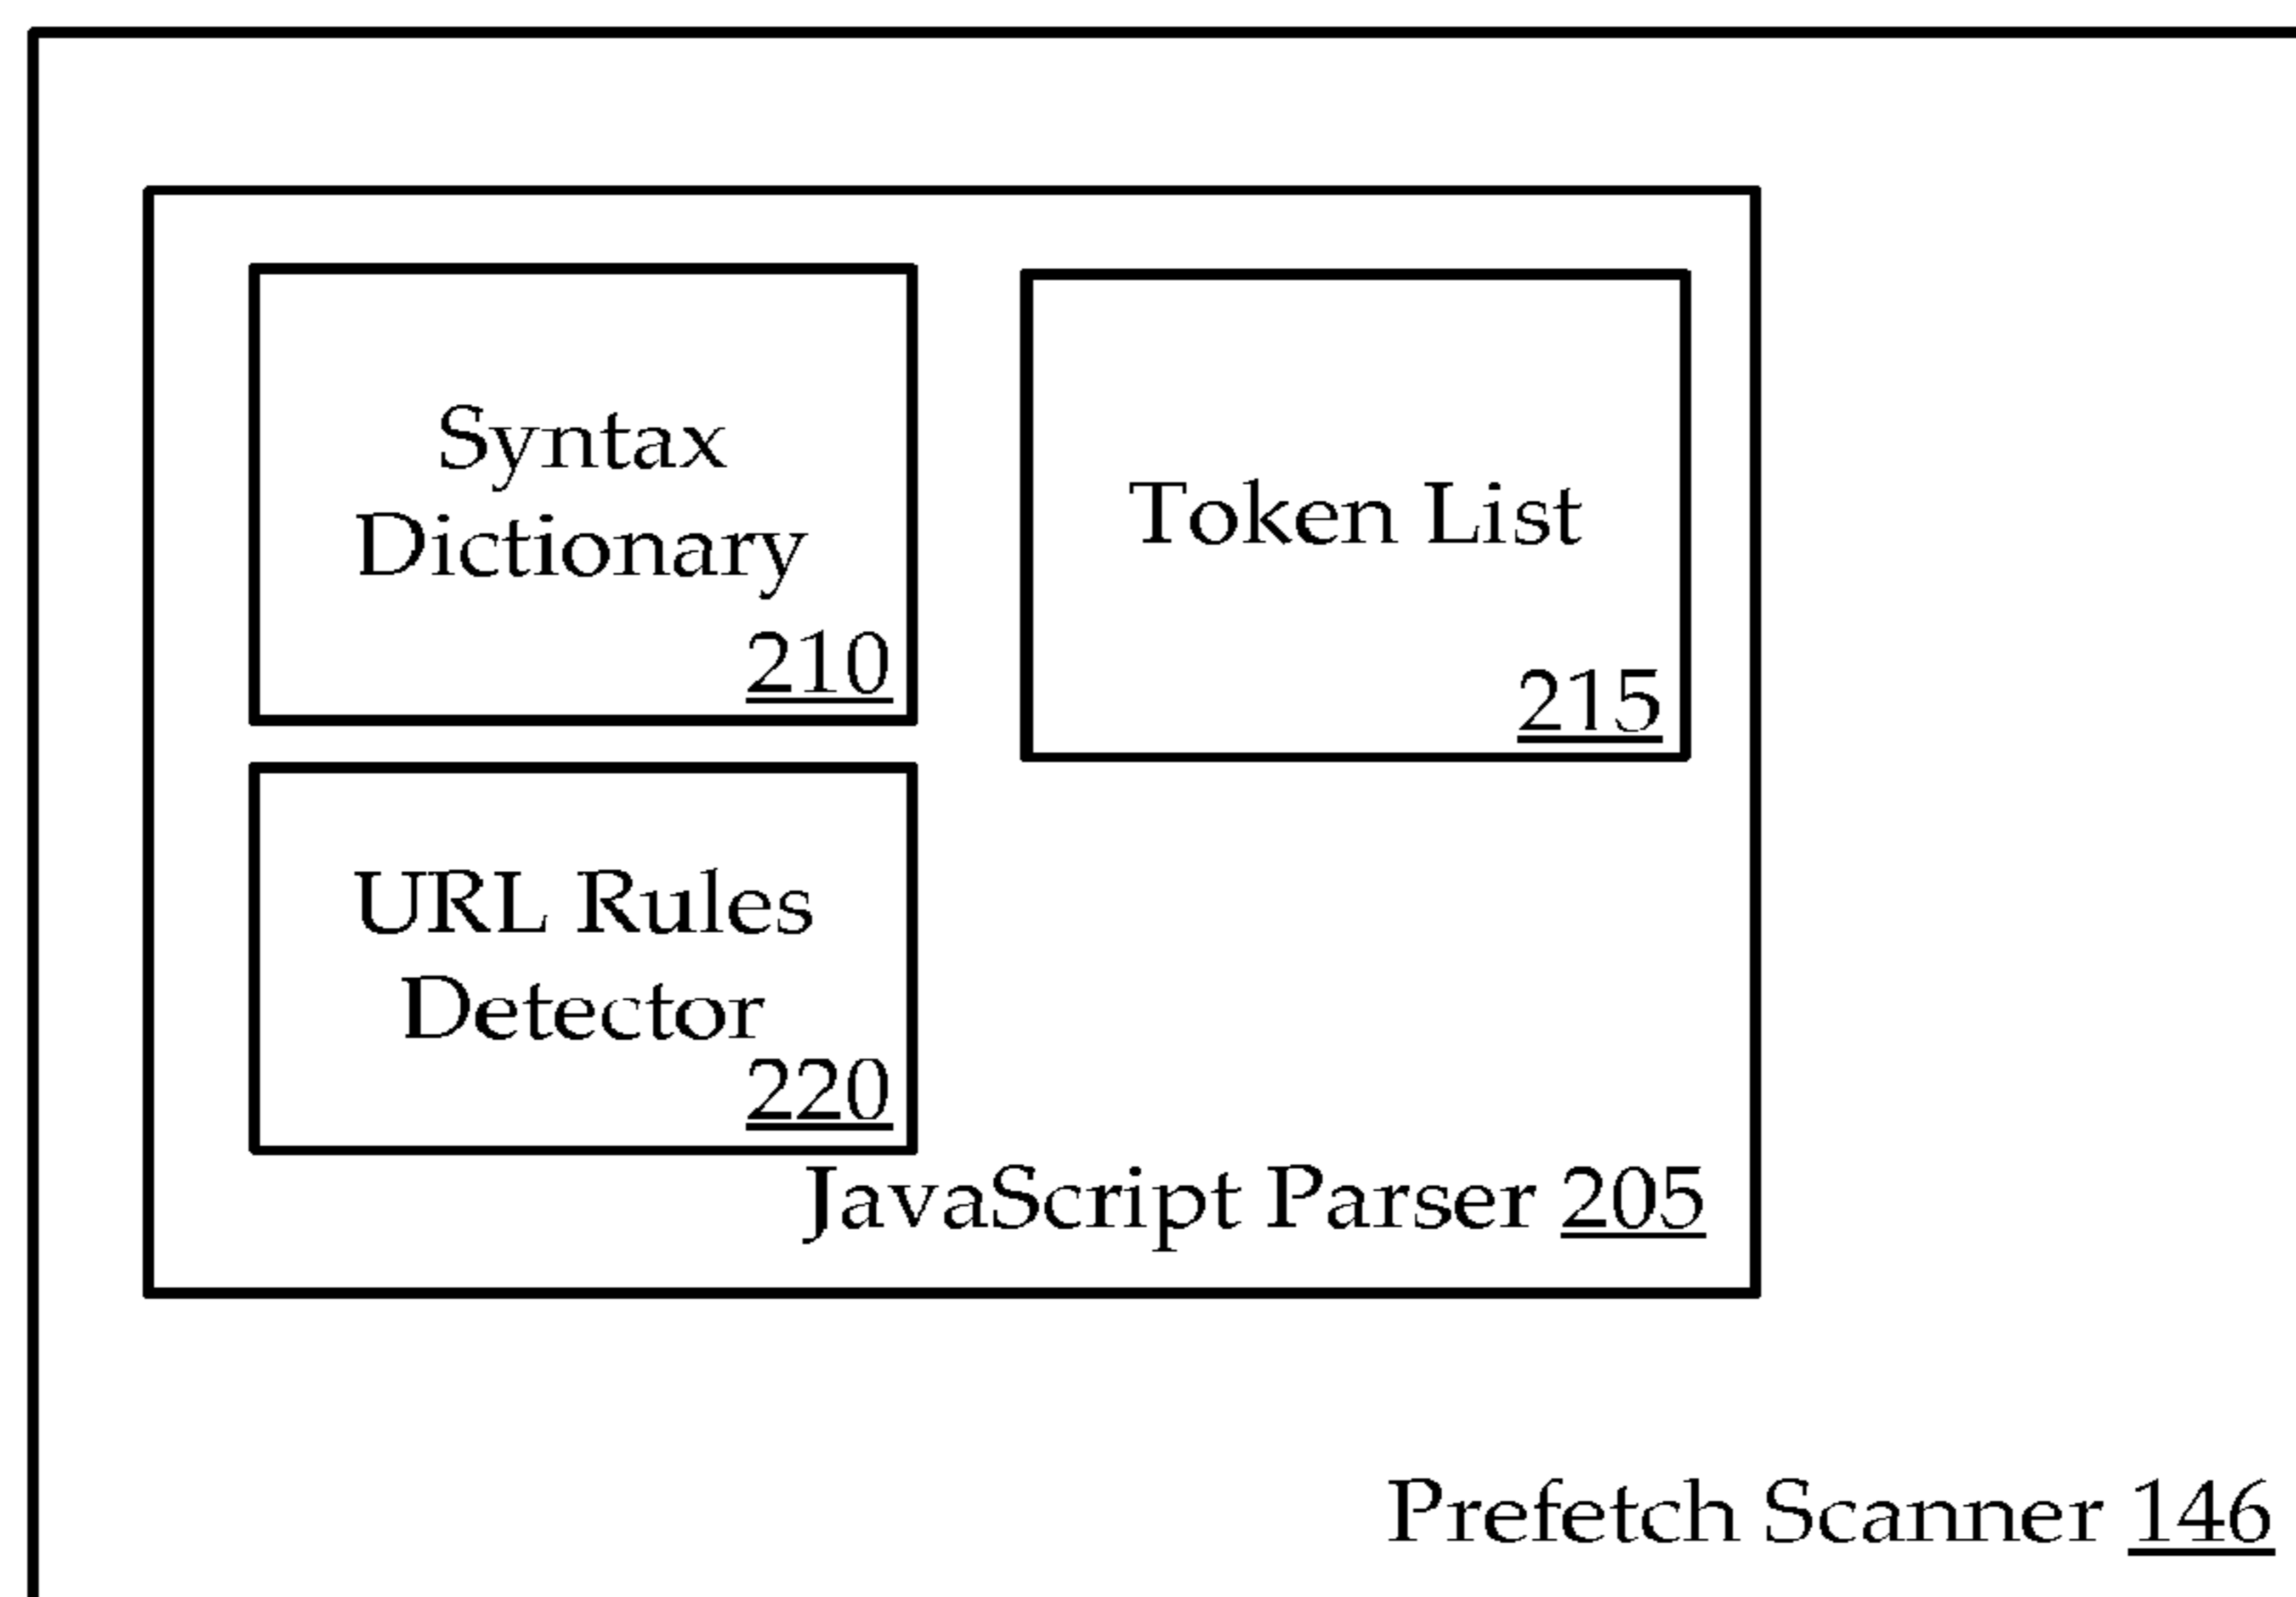 Syntax
Dictionary
210
Token List
215
URL Rules
Detector
220
JavaScript Parser 205
Prefetch Scanner 146